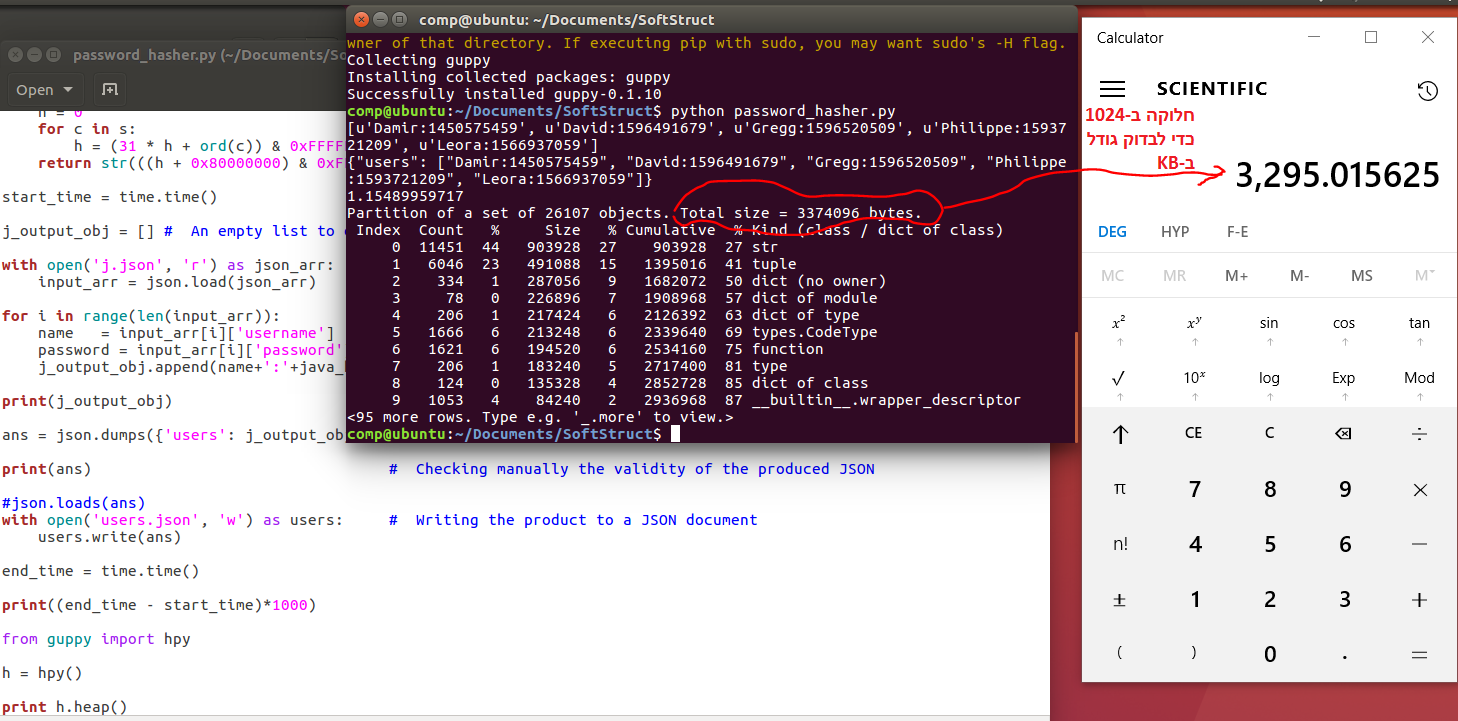 password_hasher.py (~/Documents/So
Open
h = 0
for c in s:
h = (31 * h + ord(c)) & 0xFFFF
return str(((h + 0x80000000) & 0xF
start_time = time.time()
j_output_obj = [] #  An empty list to
with open('j.json', 'r') as json_arr:
input_arr = json.load(json_arr)
for i in range(len(input_arr)):
name   = input_arr[i]['username']
password = input_arr[i]['password'
j_output_obj.append(name+':'+java_
print(j_output_obj)
ans = json.dumps({'users': j_output_ob
print(ans)                                 #  Checking manually the validity of the produced JSON
#json.loads(ans)
with open('users.json', 'w') as users:     #  Writing the product to a JSON document
users.write(ans)
end_time = time.time()
print((end_time - start_time)*1000)
from guppy import hpy
h = hpy()
print h.heap()
comp@ubuntu: ~/Documents/SoftStruct
wner of that directory. If executing pip with sudo, you may want sudo's -H flag.
Collecting guppy
Installing collected packages: guppy
Successfully installed guppy-0.1.10
comp@ubuntu:~/Documents/SoftStruct$ python password_hasher.py
[u'Damir:1450575459', u'David:1596491679', u'Gregg:1596520509', u'Philippe:15937
21209', u'Leora:1566937059']
{"users": ["Damir:1450575459", "David:1596491679", "Gregg:1596520509", "Philippe
:1593721209", "Leora:1566937059"]}
1.15489959717
Partition of a set of 26107 objects. Total size = 3374096 bytes.
Index  Count   %     Size   % Cumulative  % Kind (class / dict of class)
0  11451  44   903928  27    903928  27 str
1   6046  23   491088  15   1395016  41 tuple
2    334   1   287056   9   1682072  50 dict (no owner)
3     78   0   226896   7   1908968  57 dict of module
4    206   1   217424   6   2126392  63 dict of type
5   1666   6   213248   6   2339640  69 types.CodeType
6   1621   6   194520   6   2534160  75 function
7    206   1   183240   5   2717400  81 type
8    124   0   135328   4   2852728  85 dict of class
9   1053   4    84240   2   2936968  87 __builtin__.wrapper_descriptor
<95 more rows. Type e.g. '_.more' to view.>
comp@ubuntu:~/Documents/SoftStruct$
Calculator
SCIENTIFIC
חלוקה ב-1024
כדי לבדוק גודל
ב-KB
3,295.015625
DEG HYP F-E
MC MR M+ M- MS M˅
x² xʸ sin cos tan
√ 10ˣ log Exp Mod
↑ CE C ⌫ ÷
π 7 8 9 ×
n! 4 5 6 −
± 1 2 3 +
( ) 0 . =